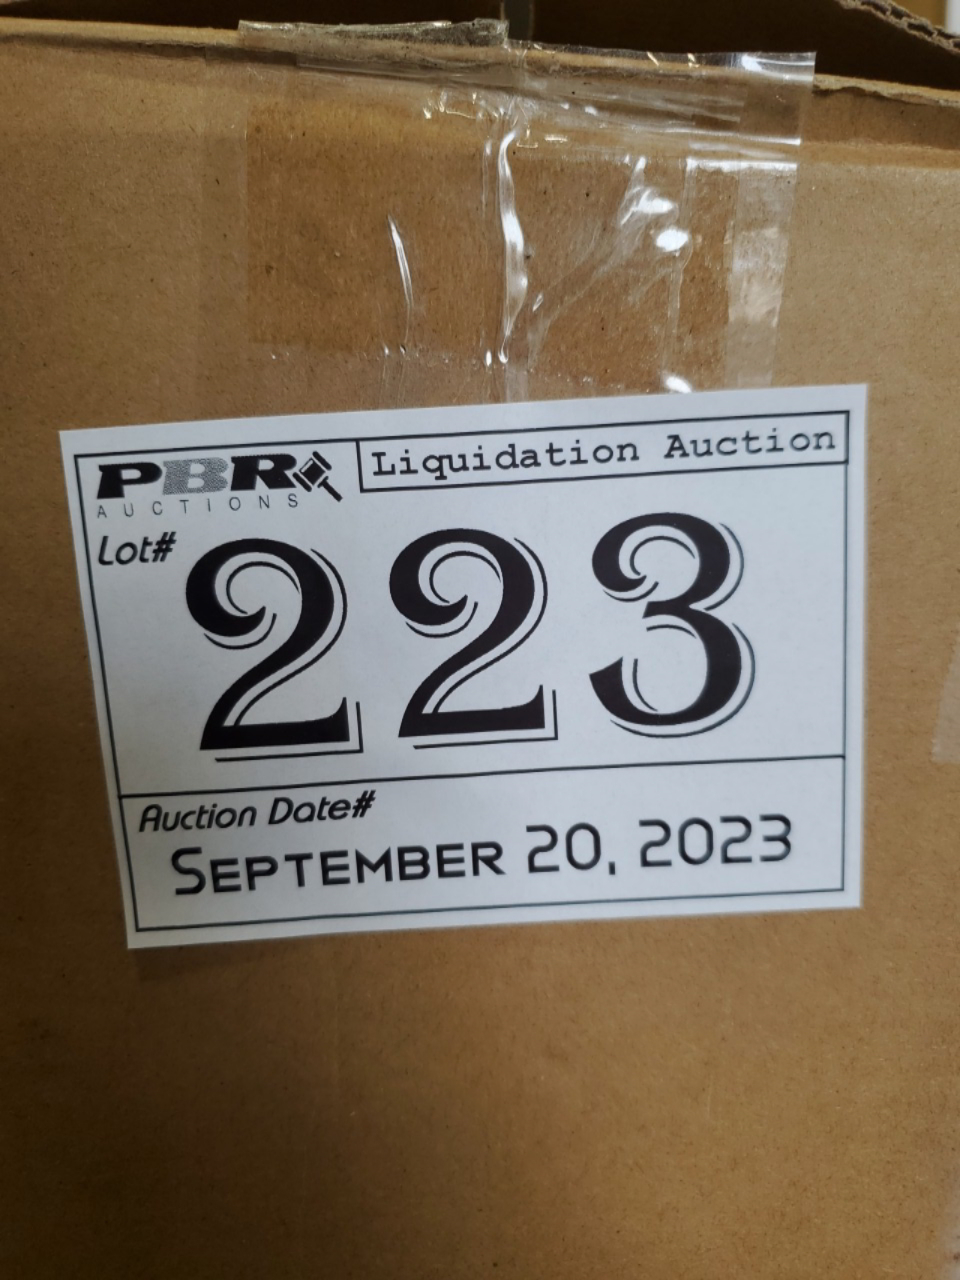 PBR
AUCTIONS
Liquidation Auction
Lot#
223
Auction Date#
SEPTEMBER 20, 2023